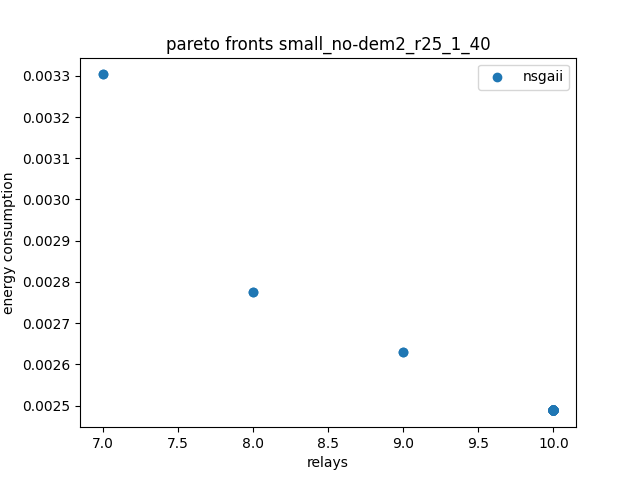 pareto fronts small_no-dem2_r25_1_40
nsgaii
energy consumption
0.0033
0.0032
0.0031
0.0030
0.0029
0.0028
0.0027
0.0026
0.0025
7.0 7.5 8.0 8.5 9.0 9.5 10.0
relays